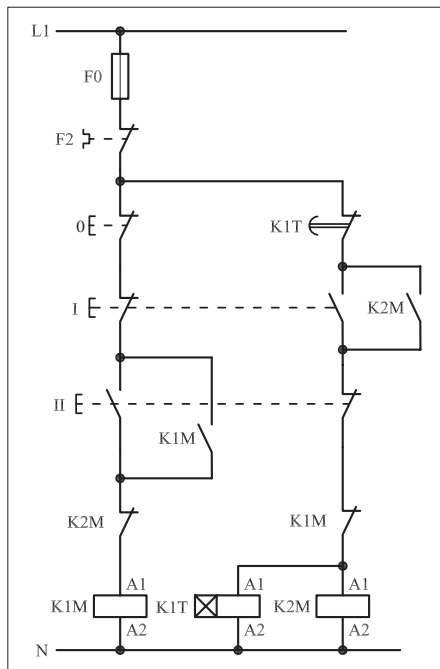 L1
F0
F2
0 K1T
I K2M
II K1M
K2M K1M
A1 A1 A1
K1M K1T K2M
A2 A2 A2
N